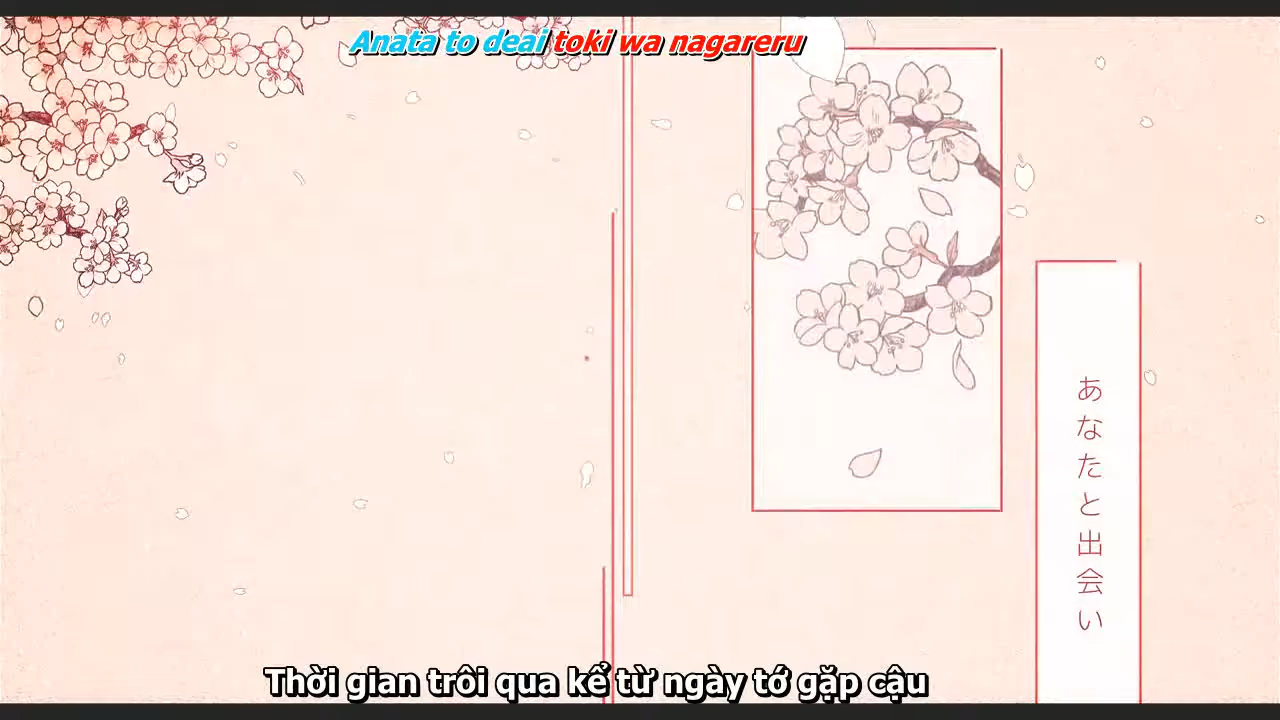 Anata to deai toki wa nagareru
あなたと出会い
Thời gian trôi qua kể từ ngày tớ gặp cậu